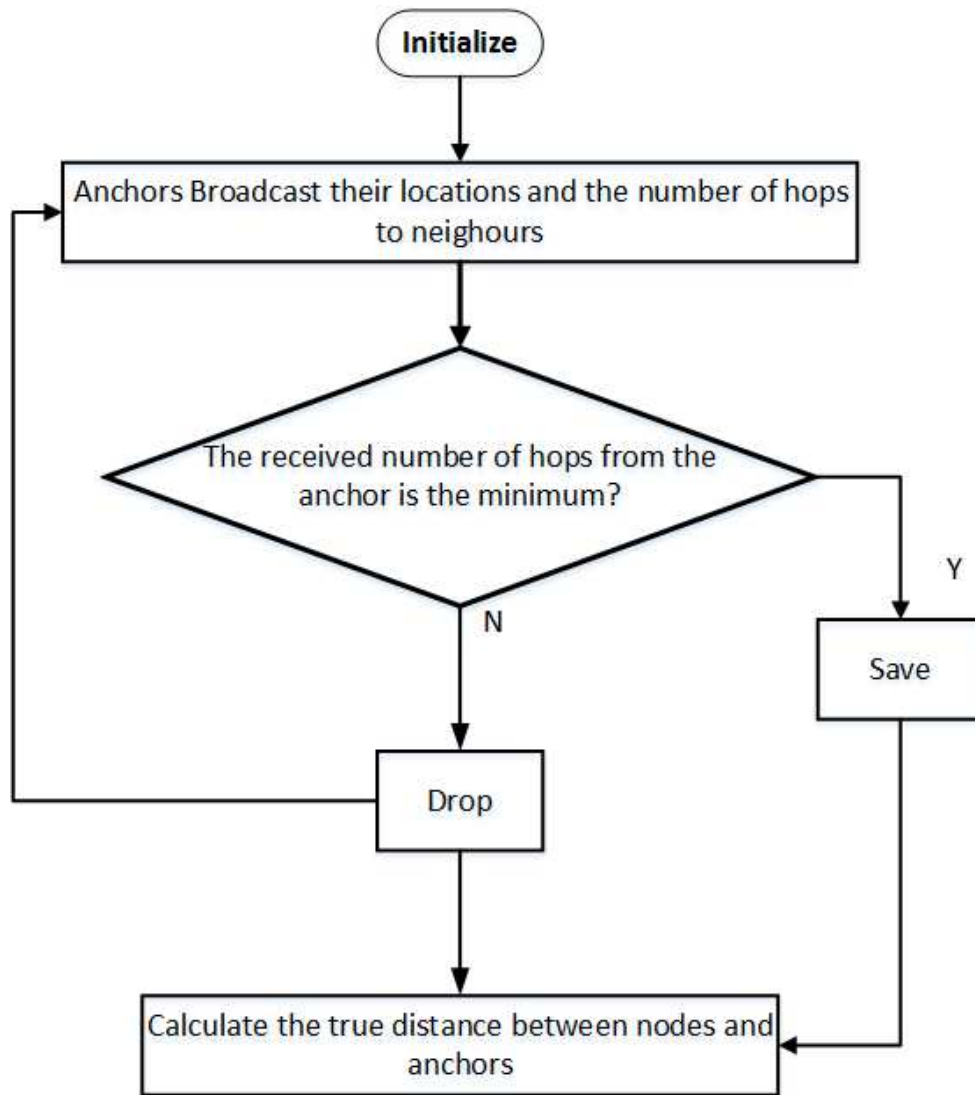 Initialize
Anchors Broadcast their locations and the number of hops
to neighours
The received number of hops from the
anchor is the minimum?
Y
N
Save
Drop
Calculate the true distance between nodes and
anchors